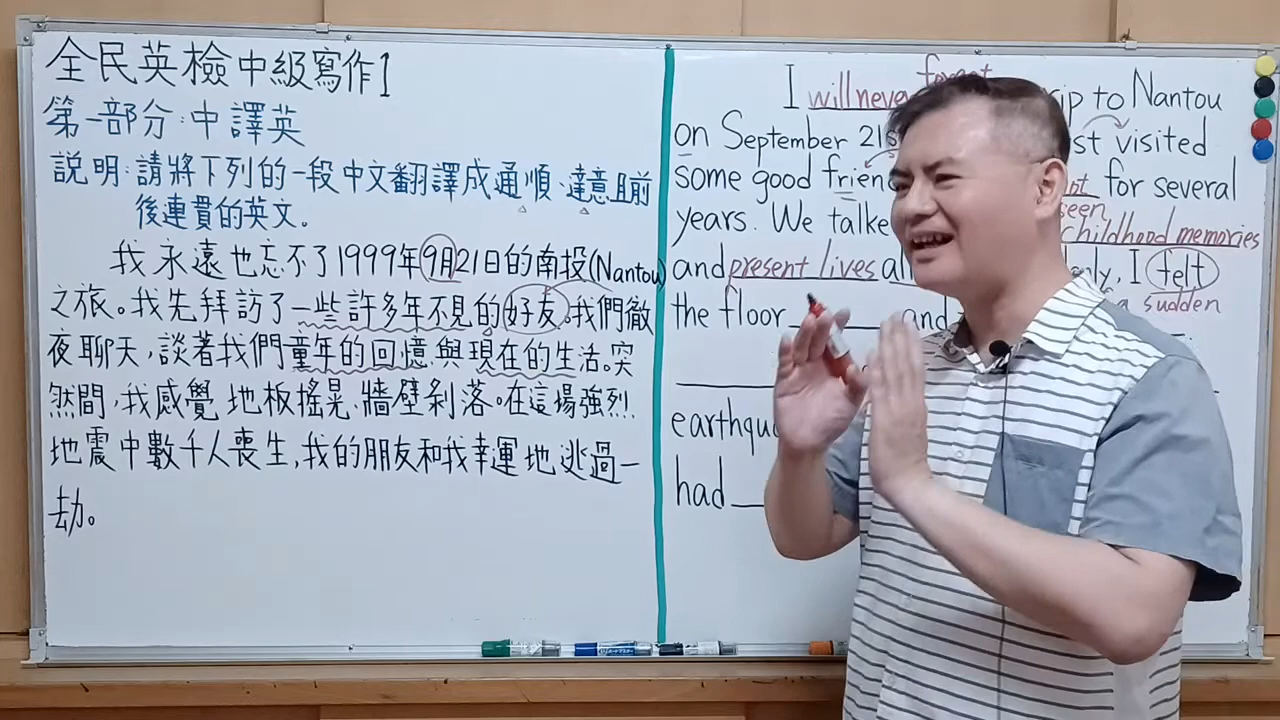 全民英檢中級寫作1
第一部分:中譯英
說明:請將下列的一段中文翻譯成通順、達意且前
後連貫的英文。
我永遠也忘不了1999年9月21日的南投(Nantou)
之旅。我先拜訪了一些許多年不見的好友。我們徹
夜聊天,談著我們童年的回憶與現在的生活。突
然間,我感覺地板搖晃、牆壁剝落。在這場強烈
地震中數千人喪生,我的朋友和我幸運地逃過一
劫。
forget
I will never trip to Nantou
on September 21st visited
some good for several
seen
years. We childhood memories
and present lives I felt
a sudden
the floor and
had